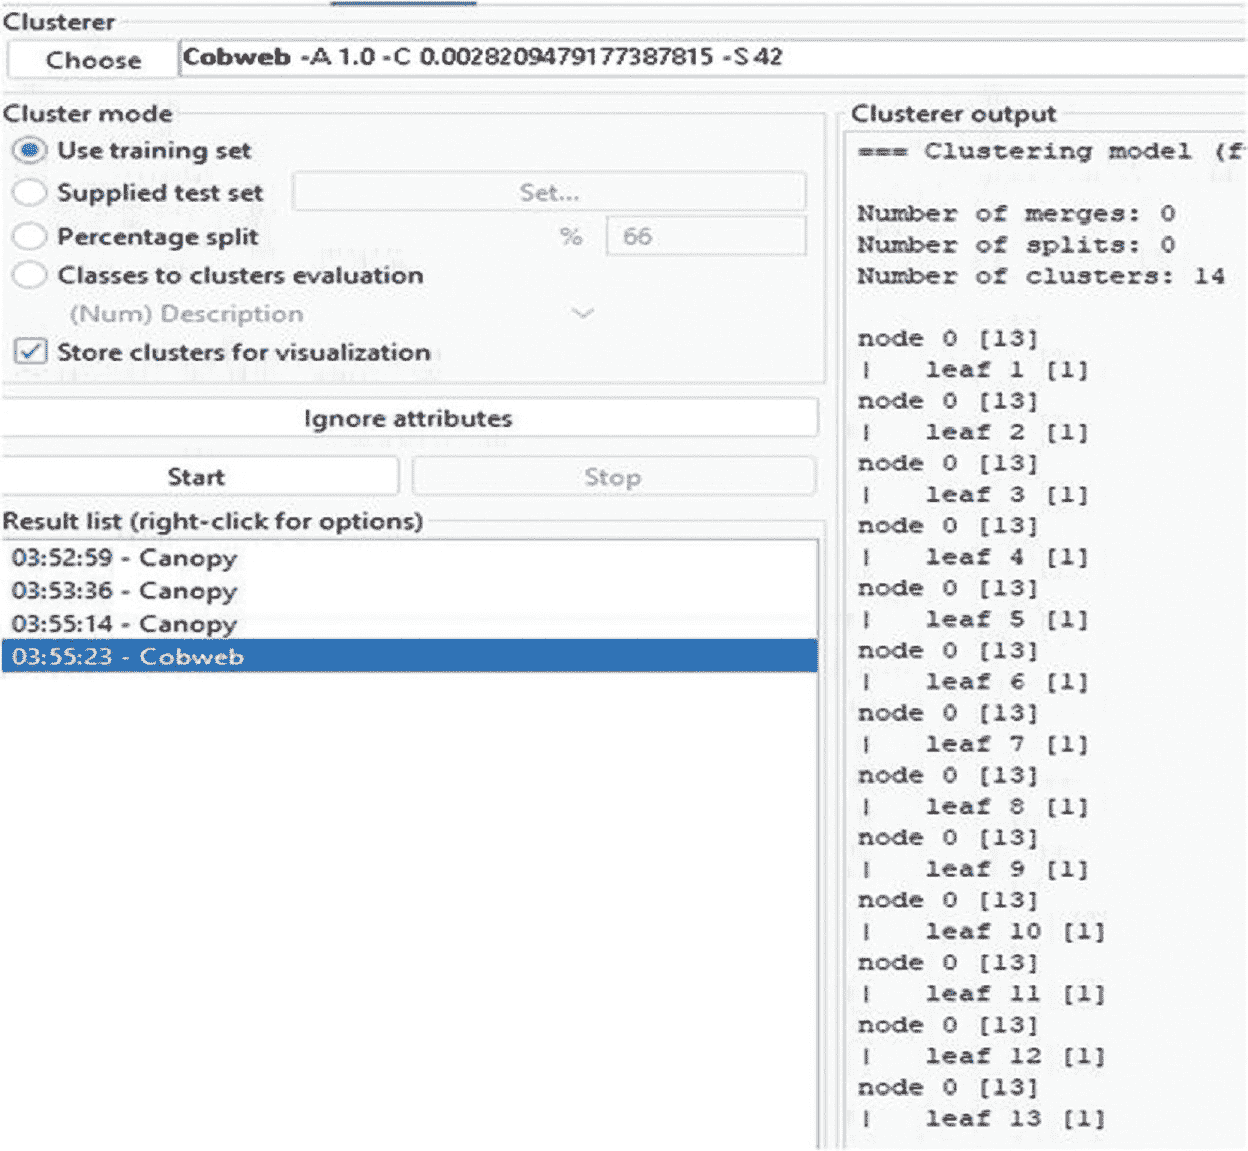 Clusterer
Choose Cobweb -A 1.0 -C 0.0028209479177387815 -S 42
Cluster mode
Use training set
Supplied test set Set...
Percentage split % 66
Classes to clusters evaluation
(Num) Description
Store clusters for visualization
Ignore attributes
Start Stop
Result list (right-click for options)
03:52:59 - Canopy
03:53:36 - Canopy
03:55:14 - Canopy
03:55:23 - Cobweb
Clusterer output
=== Clustering model (f
Number of merges: 0
Number of splits: 0
Number of clusters: 14
node 0 [13]
|    leaf 1 [1]
node 0 [13]
|    leaf 2 [1]
node 0 [13]
|    leaf 3 [1]
node 0 [13]
|    leaf 4 [1]
node 0 [13]
|    leaf 5 [1]
node 0 [13]
|    leaf 6 [1]
node 0 [13]
|    leaf 7 [1]
node 0 [13]
|    leaf 8 [1]
node 0 [13]
|    leaf 9 [1]
node 0 [13]
|    leaf 10 [1]
node 0 [13]
|    leaf 11 [1]
node 0 [13]
|    leaf 12 [1]
node 0 [13]
|    leaf 13 [1]